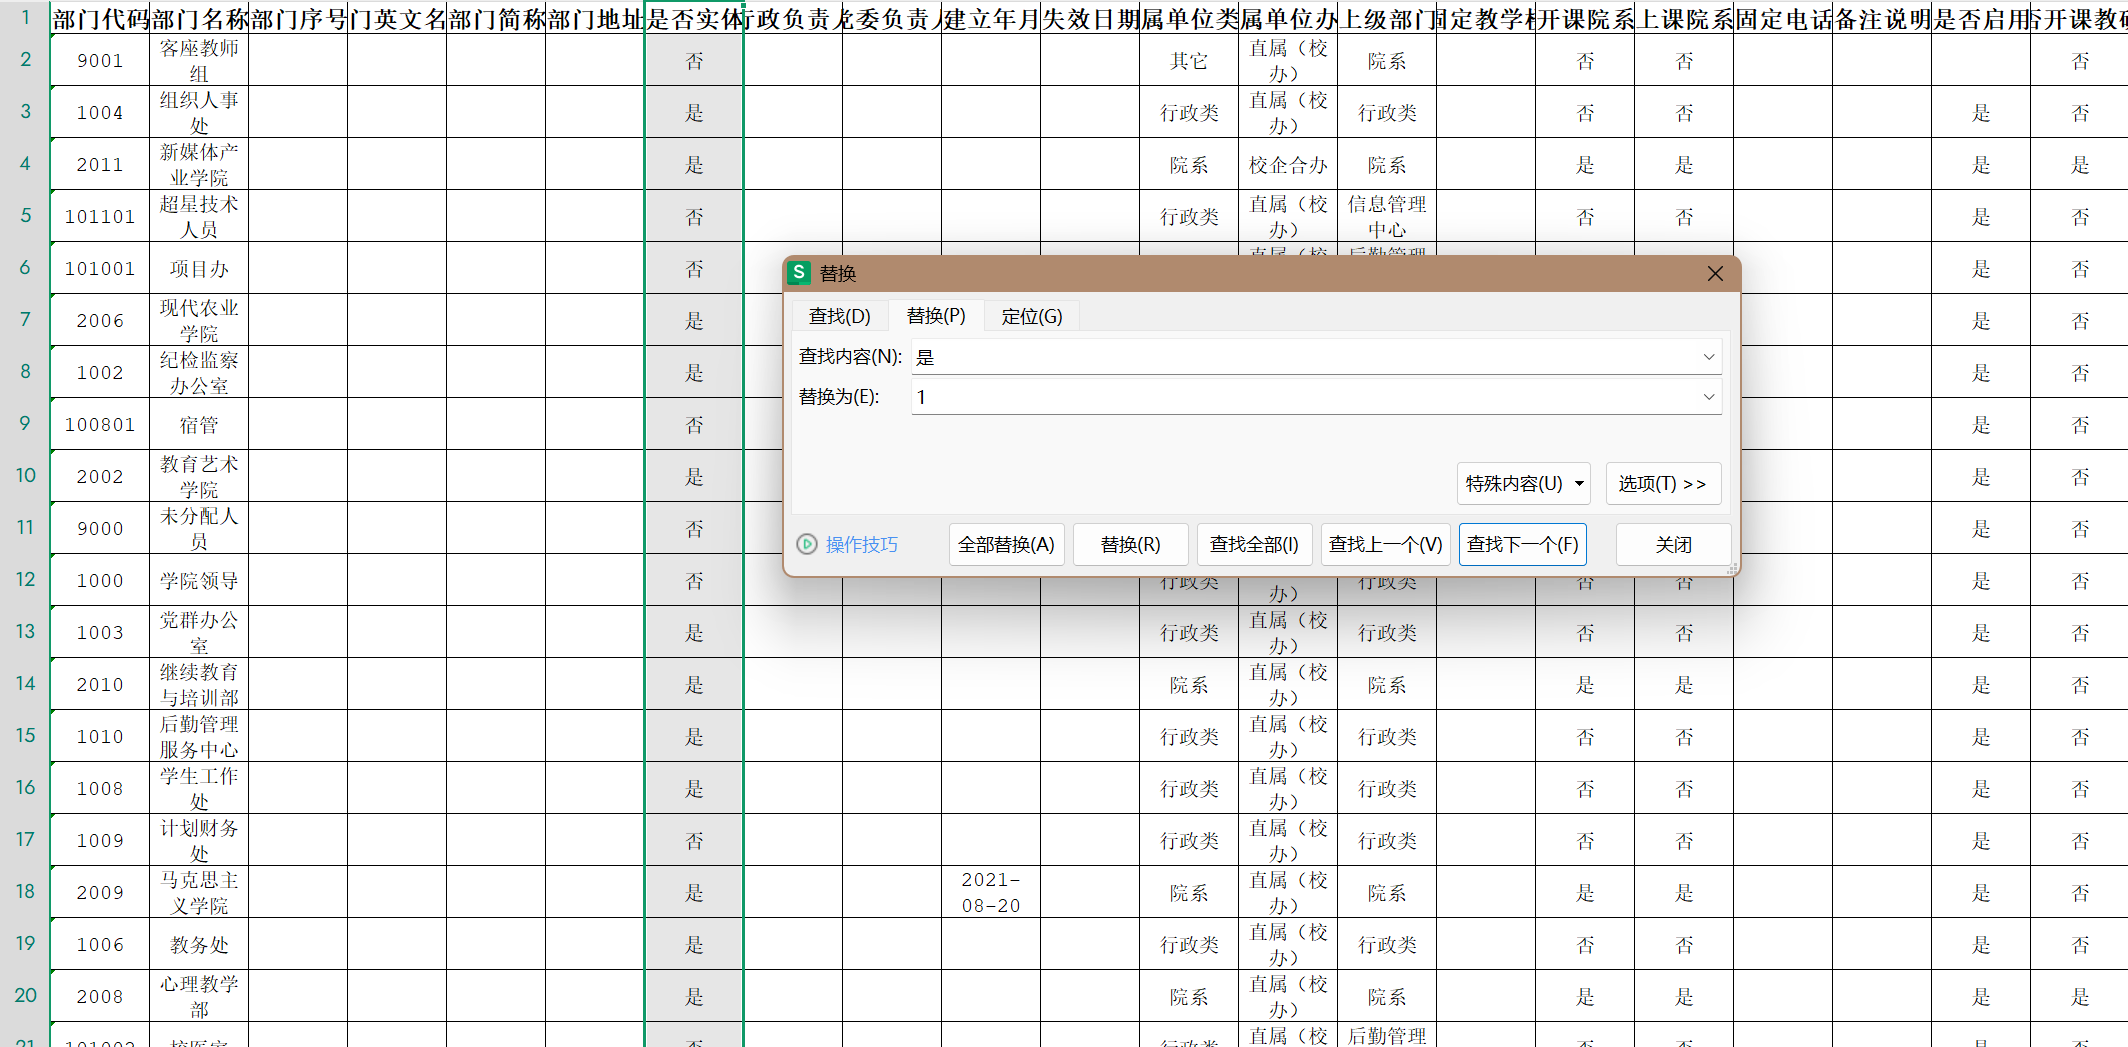 1 部门代码 部门名称 部门序号 门英文名 部门简称 部门地址 是否实体 行政负责人 党委负责人 建立年月 失效日期 属单位类 属单位办 上级部门 固定教学楼 开课院系 上课院系 固定电话 备注说明 是否启用 否开课教研
2 9001 客座教师组 否 其它 直属（校办） 院系 否 否 否
3 1004 组织人事处 是 行政类 直属（校办） 行政类 否 否 是 否
4 2011 新媒体产业学院 是 院系 校企合办 院系 是 是 是 是
5 101101 超星技术人员 否 行政类 直属（校办） 信息管理中心 否 否 是 否
6 101001 项目办 否 直属（校 后勤管理 是 否
替换
查找(D) 替换(P) 定位(G)
查找内容(N): 是
替换为(E): 1
特殊内容(U) 选项(T) >>
操作技巧 全部替换(A) 替换(R) 查找全部(I) 查找上一个(V) 查找下一个(F) 关闭
7 2006 现代农业学院 是 是 否
8 1002 纪检监察办公室 是 是 否
9 100801 宿管 否 是 否
10 2002 教育艺术学院 是 是 否
11 9000 未分配人员 否 是 否
12 1000 学院领导 否 行政类 办） 行政类 否 否 是 否
13 1003 党群办公室 是 行政类 直属（校办） 行政类 否 否 是 否
14 2010 继续教育与培训部 是 院系 直属（校办） 院系 是 是 是 否
15 1010 后勤管理服务中心 是 行政类 直属（校办） 行政类 否 否 是 否
16 1008 学生工作处 是 行政类 直属（校办） 行政类 否 否 是 否
17 1009 计划财务处 否 行政类 直属（校办） 行政类 否 否 是 否
18 2009 马克思主义学院 是 2021-08-20 院系 直属（校办） 院系 是 是 是 否
19 1006 教务处 是 行政类 直属（校办） 行政类 否 否 是 否
20 2008 心理教学部 是 院系 直属（校办） 院系 是 是 是 是
21 101002 校医室 否 行政类 直属（校 后勤管理 否 否 是 否